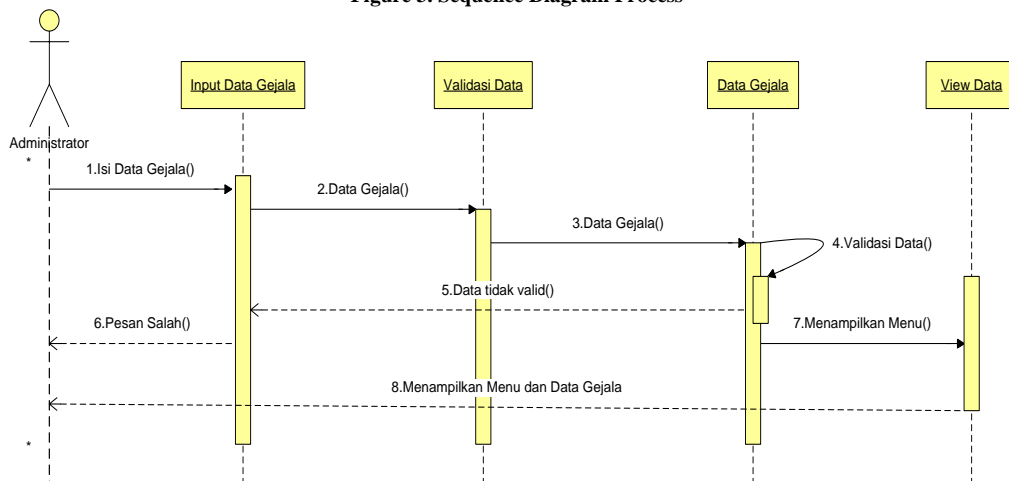 Figure 3. Sequence Diagram Process
Input Data Gejala
Validasi Data
Data Gejala
View Data
Administrator
*
1.Isi Data Gejala()
2.Data Gejala()
3.Data Gejala()
4.Validasi Data()
5.Data tidak valid()
6.Pesan Salah()
7.Menampilkan Menu()
8.Menampilkan Menu dan Data Gejala
*